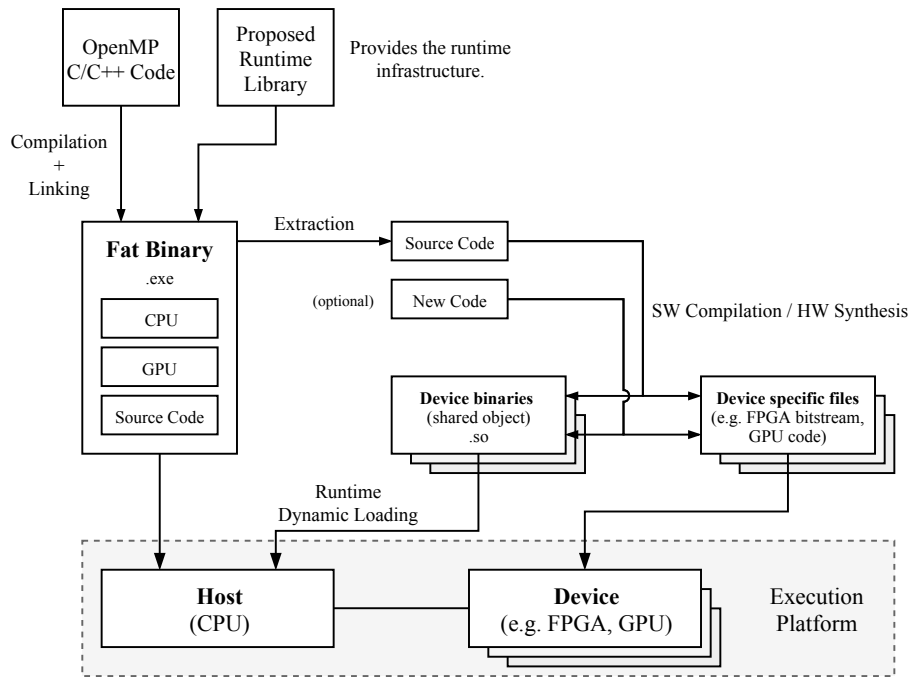 OpenMP
C/C++ Code
Proposed
Runtime
Library
Provides the runtime
infrastructure.
Compilation
+
Linking
Fat Binary
.exe
CPU
GPU
Source Code
Extraction
Source Code
(optional)
New Code
SW Compilation / HW Synthesis
Device binaries
(shared object)
.so
Device specific files
(e.g. FPGA bitstream,
GPU code)
Runtime
Dynamic Loading
Host
(CPU)
Device
(e.g. FPGA, GPU)
Execution
Platform